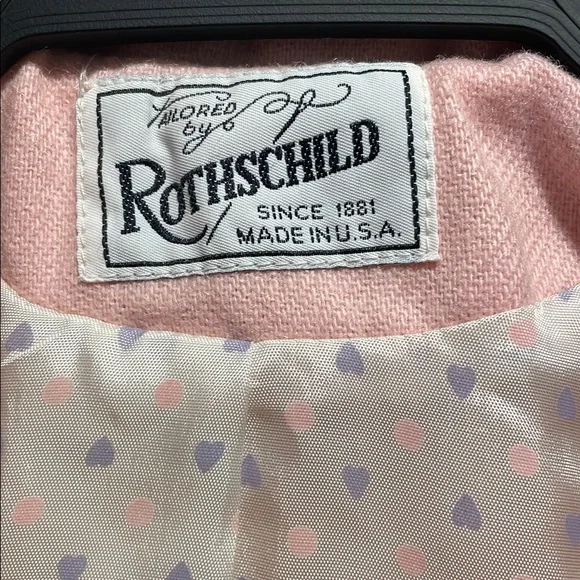 TAILORED
by
ROTHSCHILD
SINCE 1881
MADE IN U.S.A.